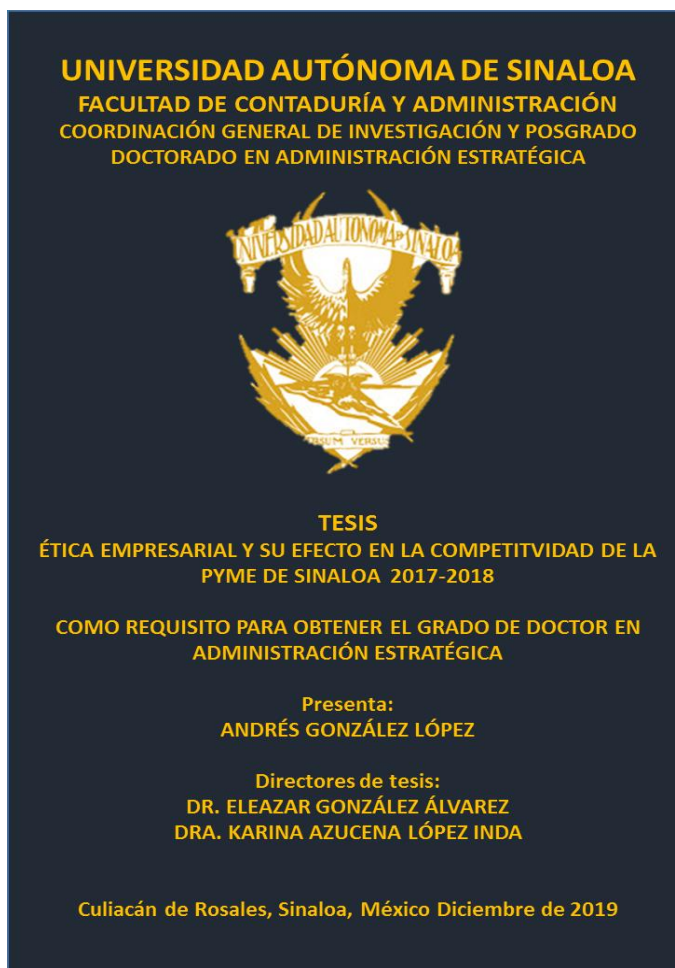 UNIVERSIDAD AUTÓNOMA DE SINALOA
FACULTAD DE CONTADURÍA Y ADMINISTRACIÓN
COORDINACIÓN GENERAL DE INVESTIGACIÓN Y POSGRADO
DOCTORADO EN ADMINISTRACIÓN ESTRATÉGICA
UNIVERSIDAD AUTONOMA DE SINALOA
VERSUS
TESIS
ÉTICA EMPRESARIAL Y SU EFECTO EN LA COMPETITVIDAD DE LA
PYME DE SINALOA 2017-2018
COMO REQUISITO PARA OBTENER EL GRADO DE DOCTOR EN
ADMINISTRACIÓN ESTRATÉGICA
Presenta:
ANDRÉS GONZÁLEZ LÓPEZ
Directores de tesis:
DR. ELEAZAR GONZÁLEZ ÁLVAREZ
DRA. KARINA AZUCENA LÓPEZ INDA
Culiacán de Rosales, Sinaloa, México Diciembre de 2019